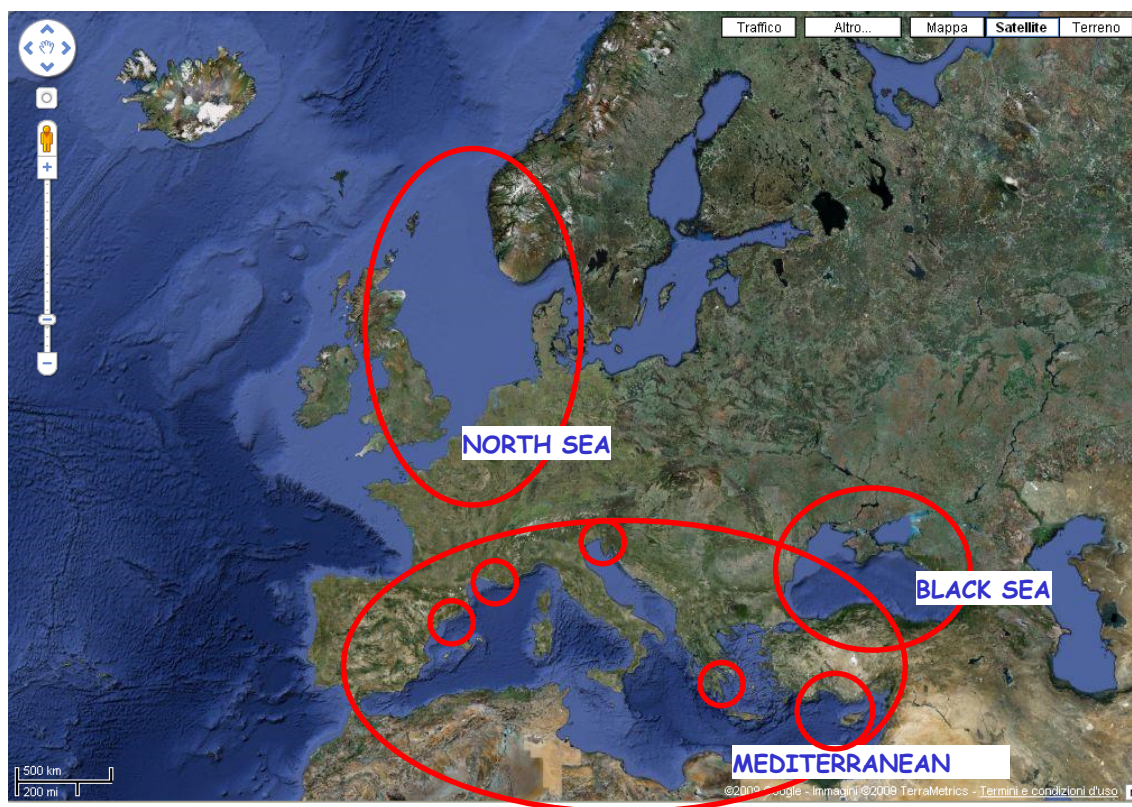 Traffico
Altro...
Mappa
Satellite
Terreno
NORTH SEA
BLACK SEA
MEDITERRANEAN
500 km
200 mi
©2009 Google - Immagini ©2009 TerraMetrics - Termini e condizioni d'uso